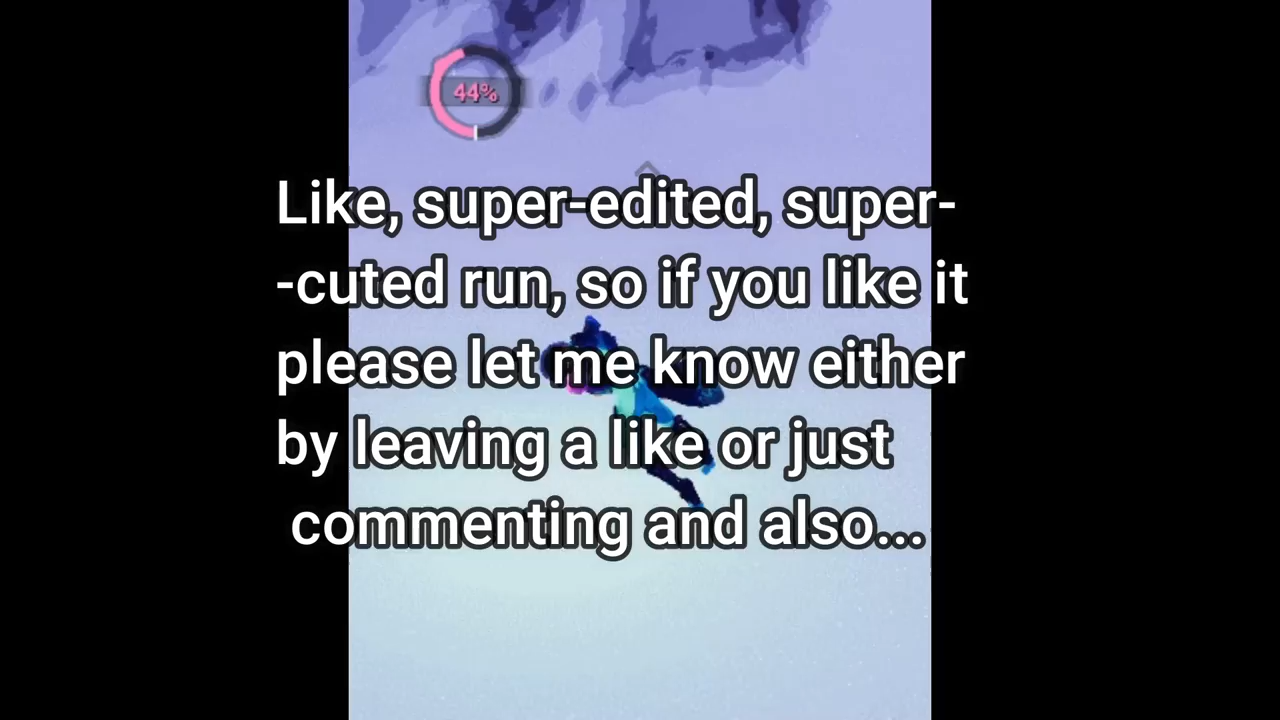 44%
Like, super-edited, super-
-cuted run, so if you like it
please let me know either
by leaving a like or just
commenting and also...